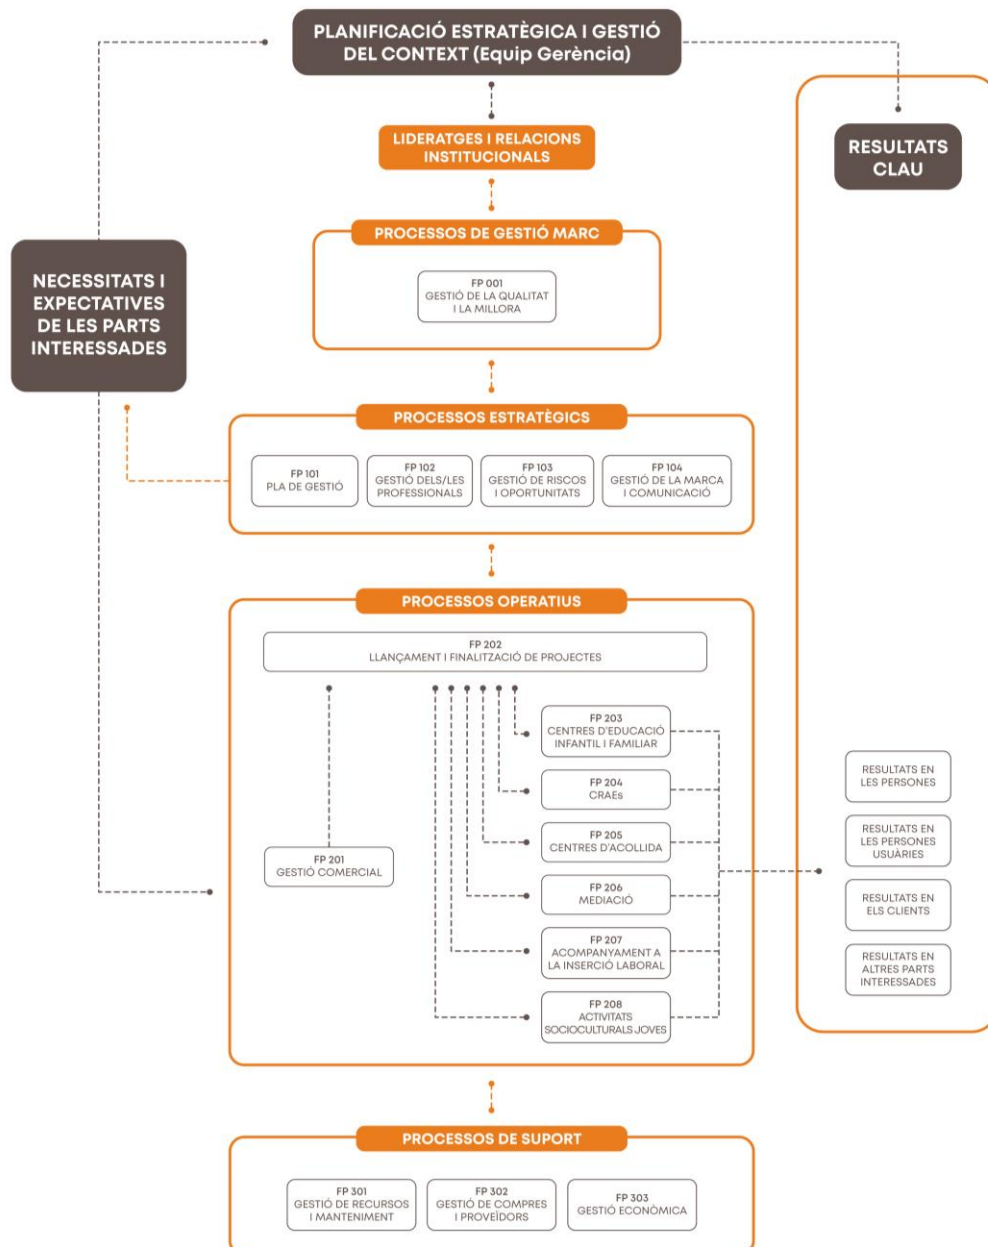 PLANIFICACIÓ ESTRATÈGICA I GESTIÓ
DEL CONTEXT (Equip Gerència)
LIDERATGES I RELACIONS
INSTITUCIONALS
RESULTATS
CLAU
NECESSITATS I
EXPECTATIVES
DE LES PARTS
INTERESSADES
PROCESSOS DE GESTIÓ MARC
FP 001
GESTIÓ DE LA QUALITAT
I LA MILLORA
PROCESSOS ESTRATÈGICS
FP 101
PLA DE GESTIÓ
FP 102
GESTIÓ DELS/LES
PROFESSIONALS
FP 103
GESTIÓ DE RISCOS
I OPORTUNITATS
FP 104
GESTIÓ DE LA MARCA
I COMUNICACIÓ
PROCESSOS OPERATIUS
FP 202
LLANÇAMENT I FINALITZACIÓ DE PROJECTES
FP 201
GESTIÓ COMERCIAL
FP 203
CENTRES D'EDUCACIÓ
INFANTIL I FAMILIAR
FP 204
CRAEs
FP 205
CENTRES D'ACOLLIDA
FP 206
MEDIACIÓ
FP 207
ACOMPANYAMENT A
LA INSERCIÓ LABORAL
FP 208
ACTIVITATS
SOCIOCULTURALS JOVES
RESULTATS EN
LES PERSONES
RESULTATS EN
LES PERSONES
USUÀRIES
RESULTATS EN
ELS CLIENTS
RESULTATS EN
ALTRES PARTS
INTERESSADES
PROCESSOS DE SUPORT
FP 301
GESTIÓ DE RECURSOS
I MANTENIMENT
FP 302
GESTIÓ DE COMPRES
I PROVEÏDORS
FP 303
GESTIÓ ECONÒMICA